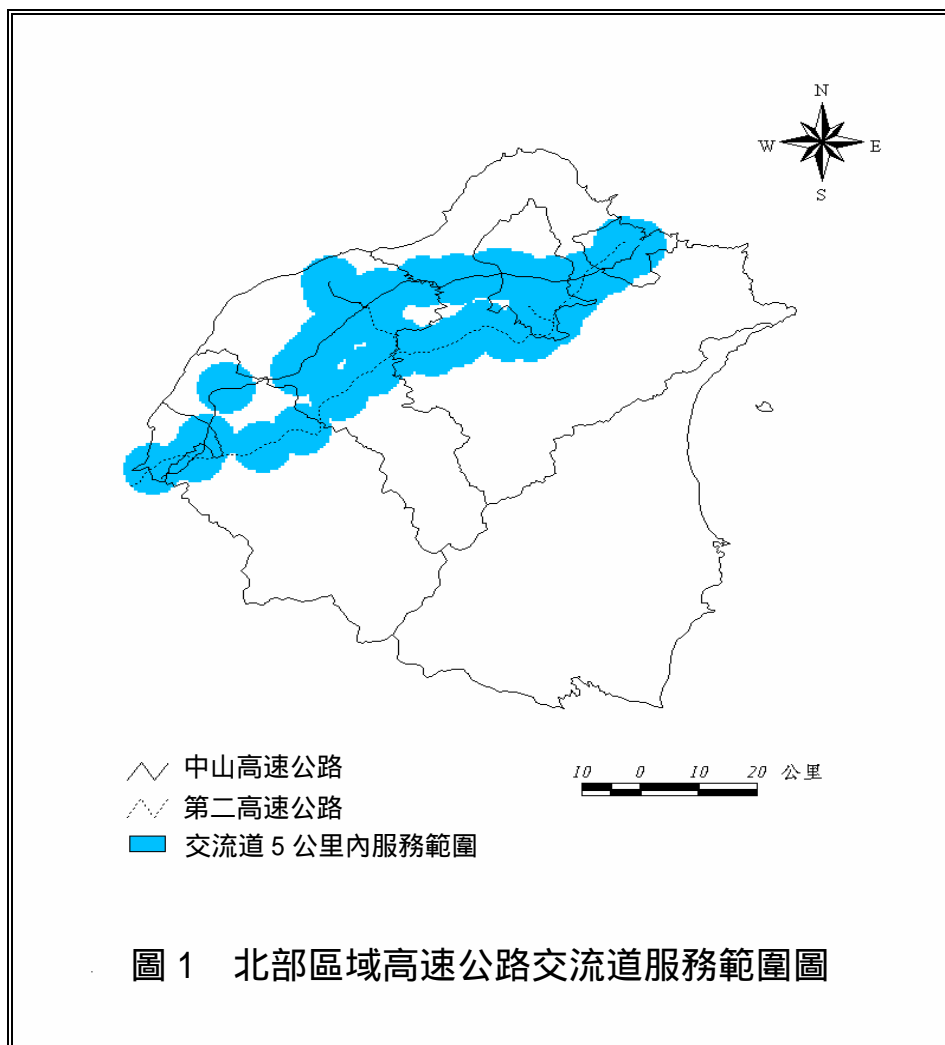 N
W E
S
中山高速公路
第二高速公路
交流道 5 公里內服務範圍
10 0 10 20 公里
圖 1 北部區域高速公路交流道服務範圍圖